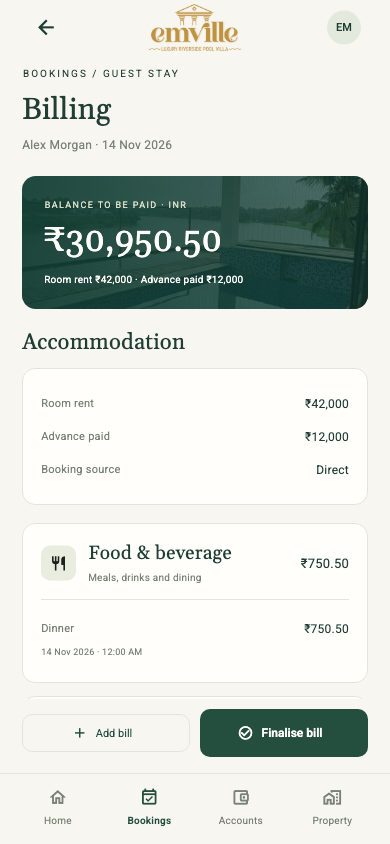 emville
LUXURY RIVERSIDE POOL VILLA
EM
BOOKINGS / GUEST STAY
Billing
Alex Morgan · 14 Nov 2026
BALANCE TO BE PAID · INR
₹30,950.50
Room rent ₹42,000 · Advance paid ₹12,000
Accommodation
Room rent ₹42,000
Advance paid ₹12,000
Booking source Direct
Food & beverage ₹750.50
Meals, drinks and dining
Dinner ₹750.50
14 Nov 2026 · 12:00 AM
Add bill Finalise bill
Home Bookings Accounts Property